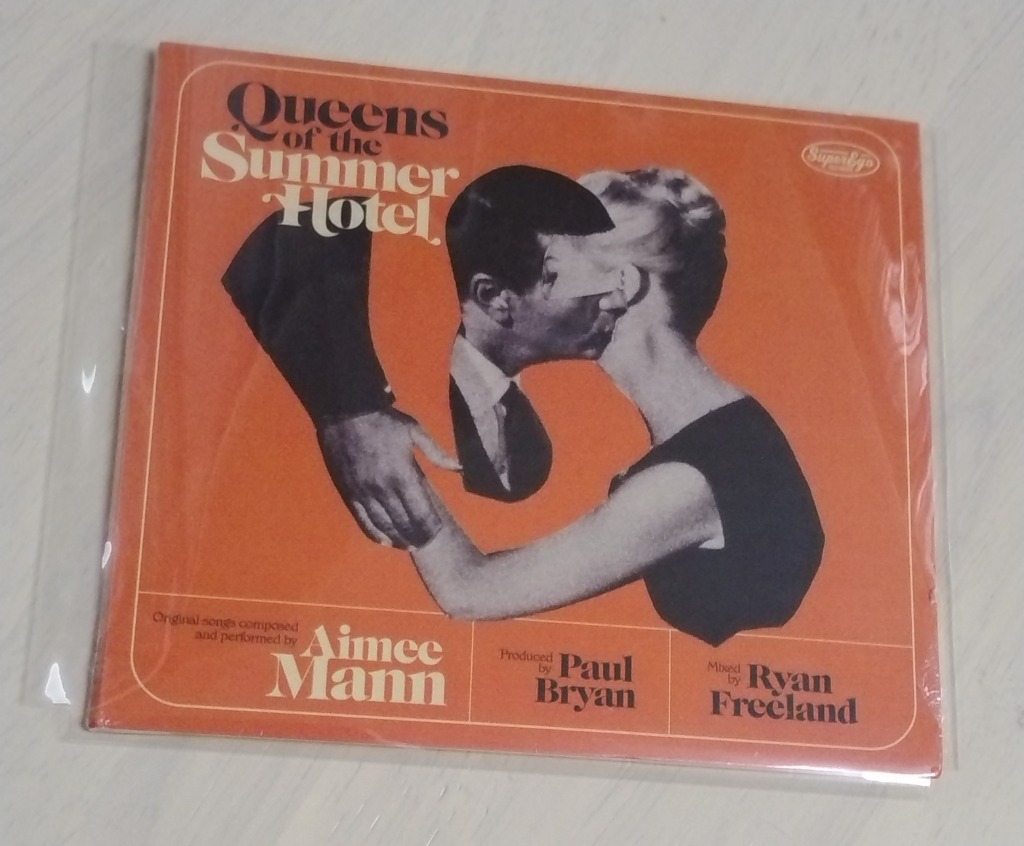 Queens
of the
Summer
Hotel
SuperEgo
Original songs composed
and performed by
Aimee
Mann
Produced
by
Paul
Bryan
Mixed
by
Ryan
Freeland